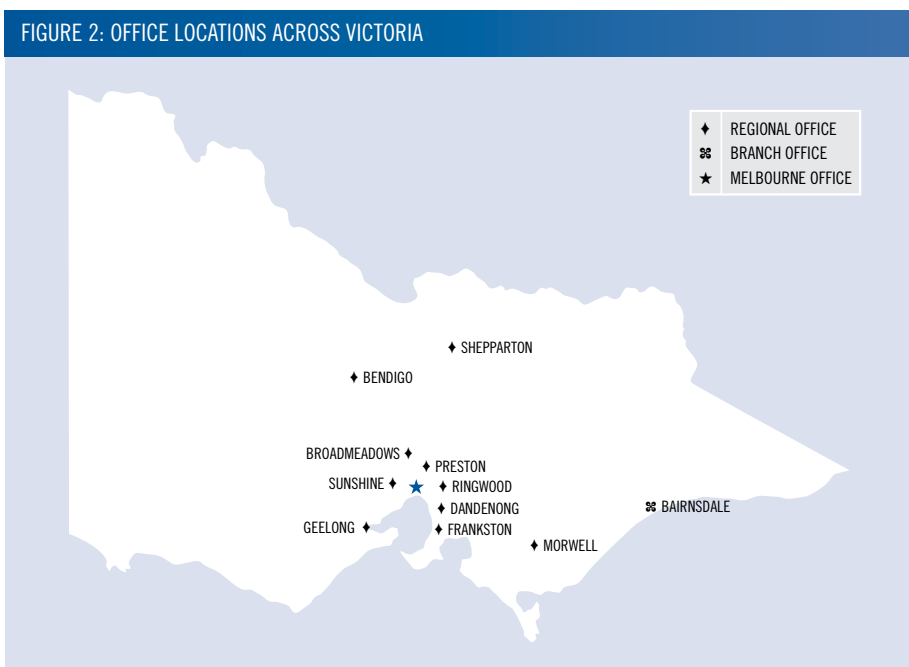 FIGURE 2: OFFICE LOCATIONS ACROSS VICTORIA
REGIONAL OFFICE
BRANCH OFFICE
MELBOURNE OFFICE
SHEPPARTON
BENDIGO
BROADMEADOWS
PRESTON
SUNSHINE
RINGWOOD
DANDENONG
BAIRNSDALE
GEELONG
FRANKSTON
MORWELL